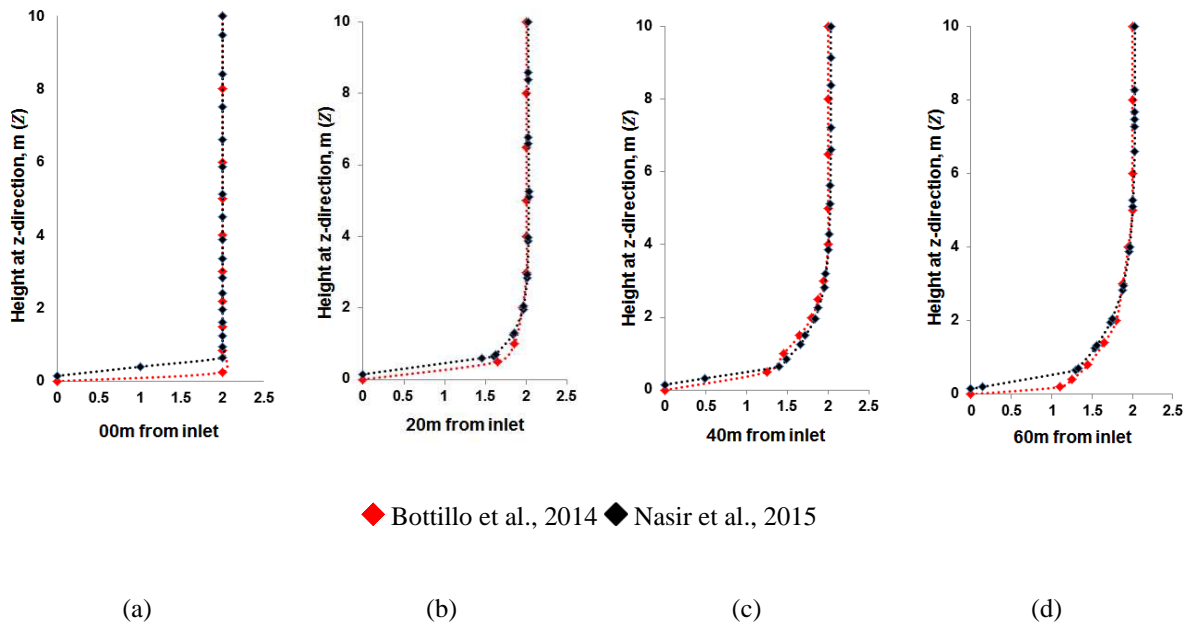 10
8
6
4
2
0
Height at z-direction, m (Z)
0 0.5 1 1.5 2 2.5
00m from inlet
10
8
6
4
2
0
Height at z-direction, m (Z)
0 0.5 1 1.5 2 2.5
20m from inlet
10
8
6
4
2
0
Height at z-direction, m (Z)
0 0.5 1 1.5 2 2.5
40m from inlet
10
8
6
4
2
0
Height at z-direction, m (Z)
0 0.5 1 1.5 2 2.5
60m from inlet
Bottillo et al., 2014 Nasir et al., 2015
(a) (b) (c) (d)